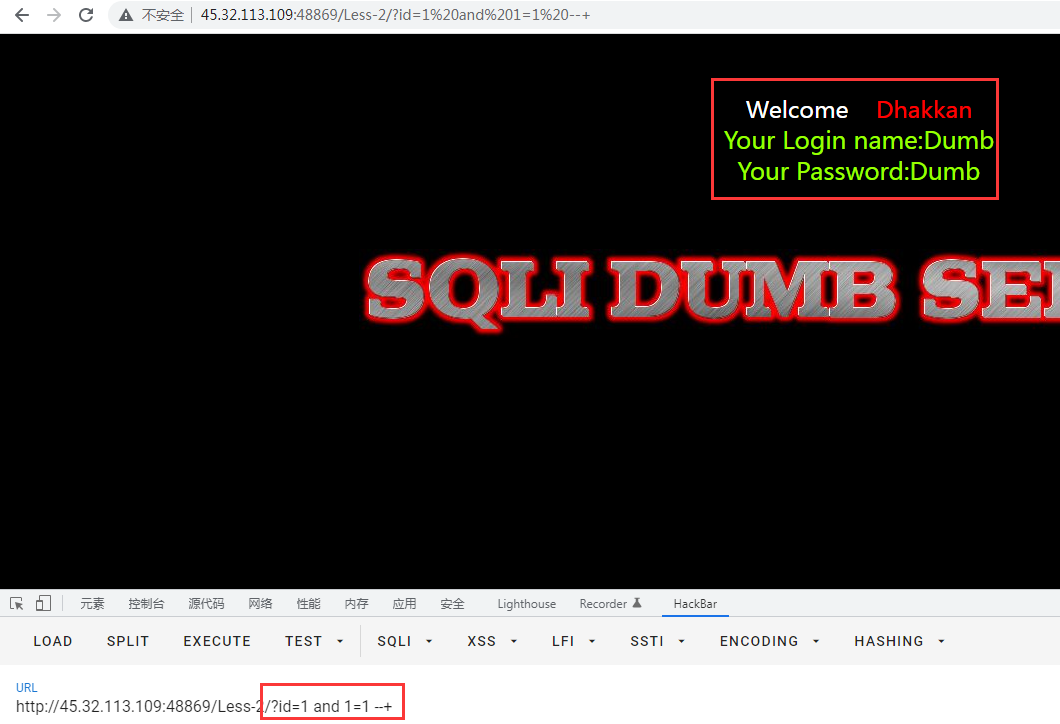 不安全 45.32.113.109:48869/Less-2/?id=1%20and%201=1%20--+
Welcome Dhakkan
Your Login name:Dumb
Your Password:Dumb
SQLI DUMB SE
元素 控制台 源代码 网络 性能 内存 应用 安全 Lighthouse Recorder HackBar
LOAD SPLIT EXECUTE TEST SQLI XSS LFI SSTI ENCODING HASHING
URL
http://45.32.113.109:48869/Less-2/?id=1 and 1=1 --+